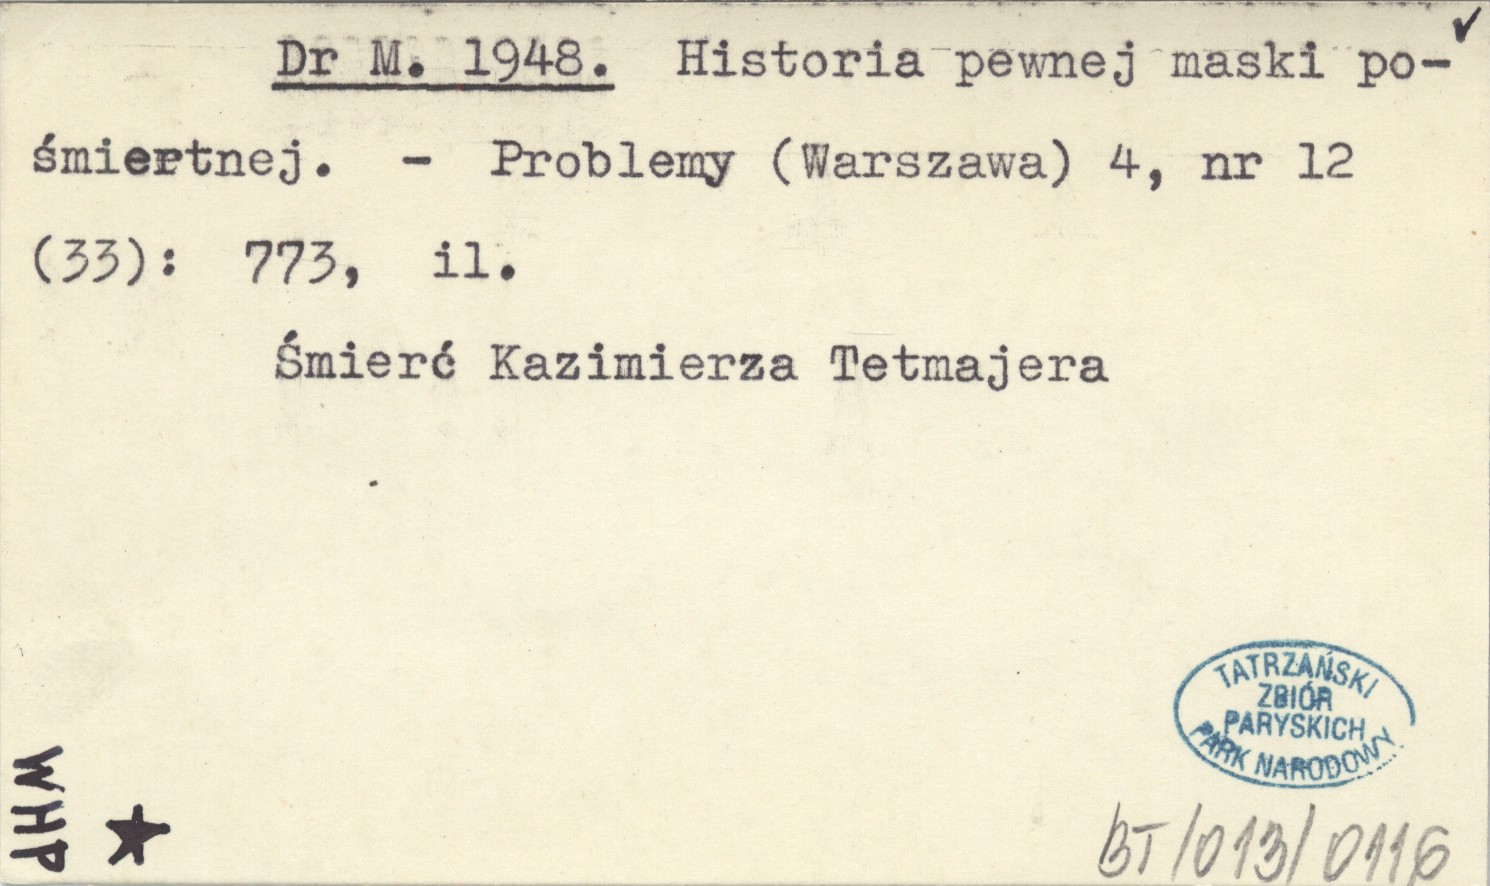 Dr M. 1948. Historia pewnej maski po-
śmiertnej. - Problemy (Warszawa) 4, nr 12
(33): 773, il.
Śmierć Kazimierza Tetmajera
TATRZAŃSKI
ZBIÓR
PARYSKICH
PARK NARODOWY
WHP
BT/013/0116